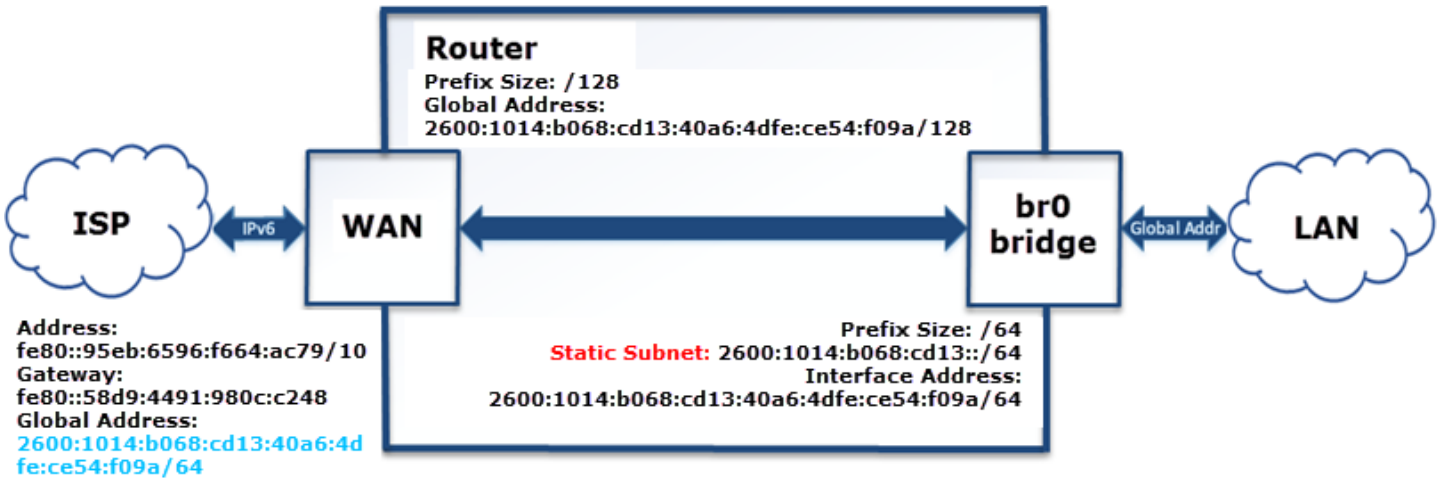 Router
Prefix Size: /128
Global Address:
2600:1014:b068:cd13:40a6:4dfe:ce54:f09a/128
ISP
IPv6
WAN
br0
bridge
Global Addr
LAN
Address:
fe80::95eb:6596:f664:ac79/10
Gateway:
fe80::58d9:4491:980c:c248
Global Address:
2600:1014:b068:cd13:40a6:4d
fe:ce54:f09a/64
Prefix Size: /64
Static Subnet: 2600:1014:b068:cd13::/64
Interface Address:
2600:1014:b068:cd13:40a6:4dfe:ce54:f09a/64